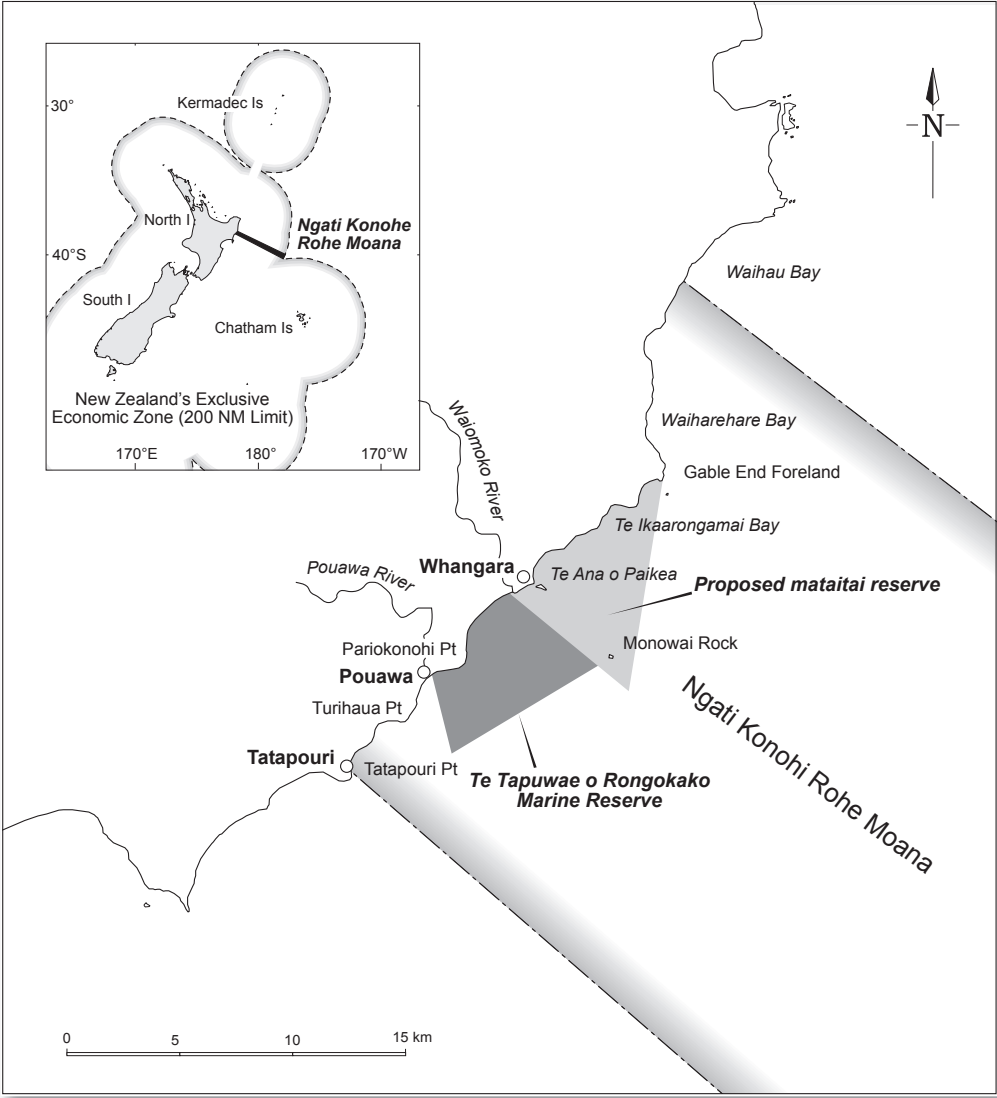 30°
Kermadec Is
North I
Ngati Konohe
Rohe Moana
40°S
South I
Chatham Is
New Zealand's Exclusive
Economic Zone (200 NM Limit)
170°E
180°
170°W
N
Waihau Bay
Waiharehare Bay
Gable End Foreland
Waiomoko River
Te Ikaarongamai Bay
Whangara
Te Ana o Paikea
Pouawa River
Proposed mataitai reserve
Monowai Rock
Pariokonohi Pt
Pouawa
Turihaua Pt
Ngati Konohi Rohe Moana
Tatapouri
Tatapouri Pt
Te Tapuwae o Rongokako
Marine Reserve
0
5
10
15 km